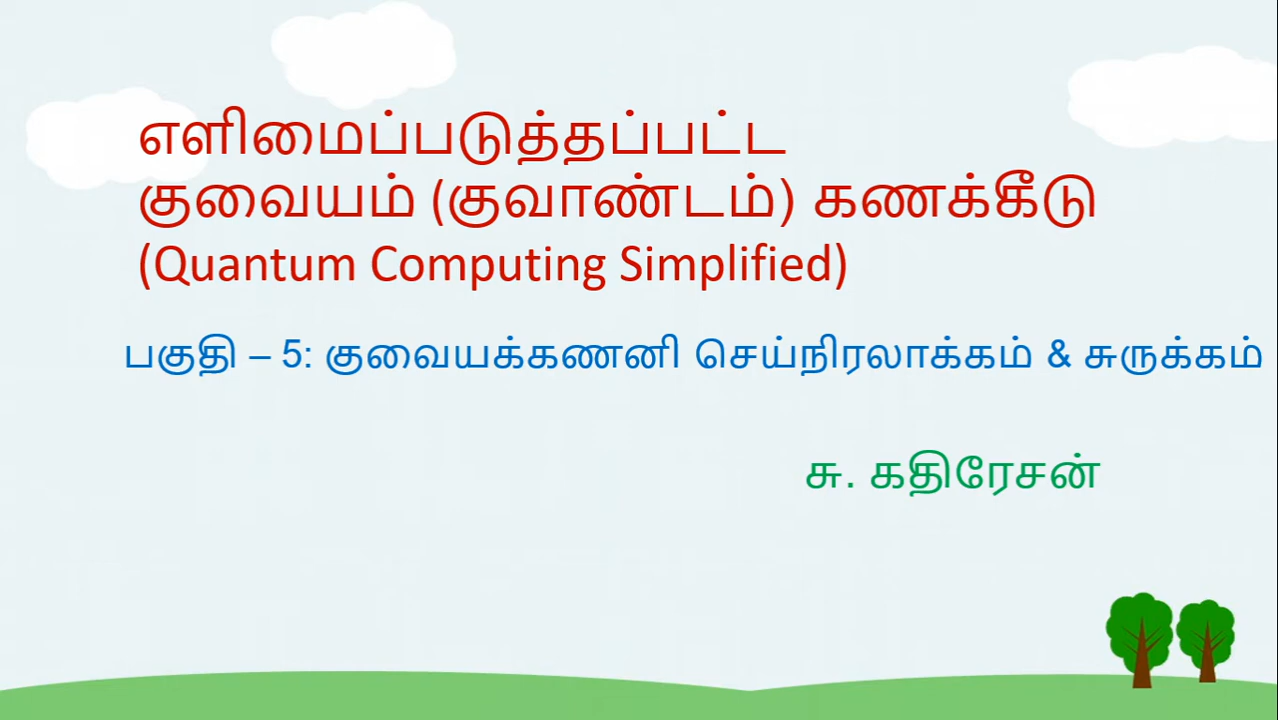 எளிமைப்படுத்தப்பட்ட
குவையம் (குவாண்டம்) கணக்கீடு
(Quantum Computing Simplified)
பகுதி – 5: குவையக்கணனி செய்நிரலாக்கம் & சுருக்கம்
சு. கதிரேசன்